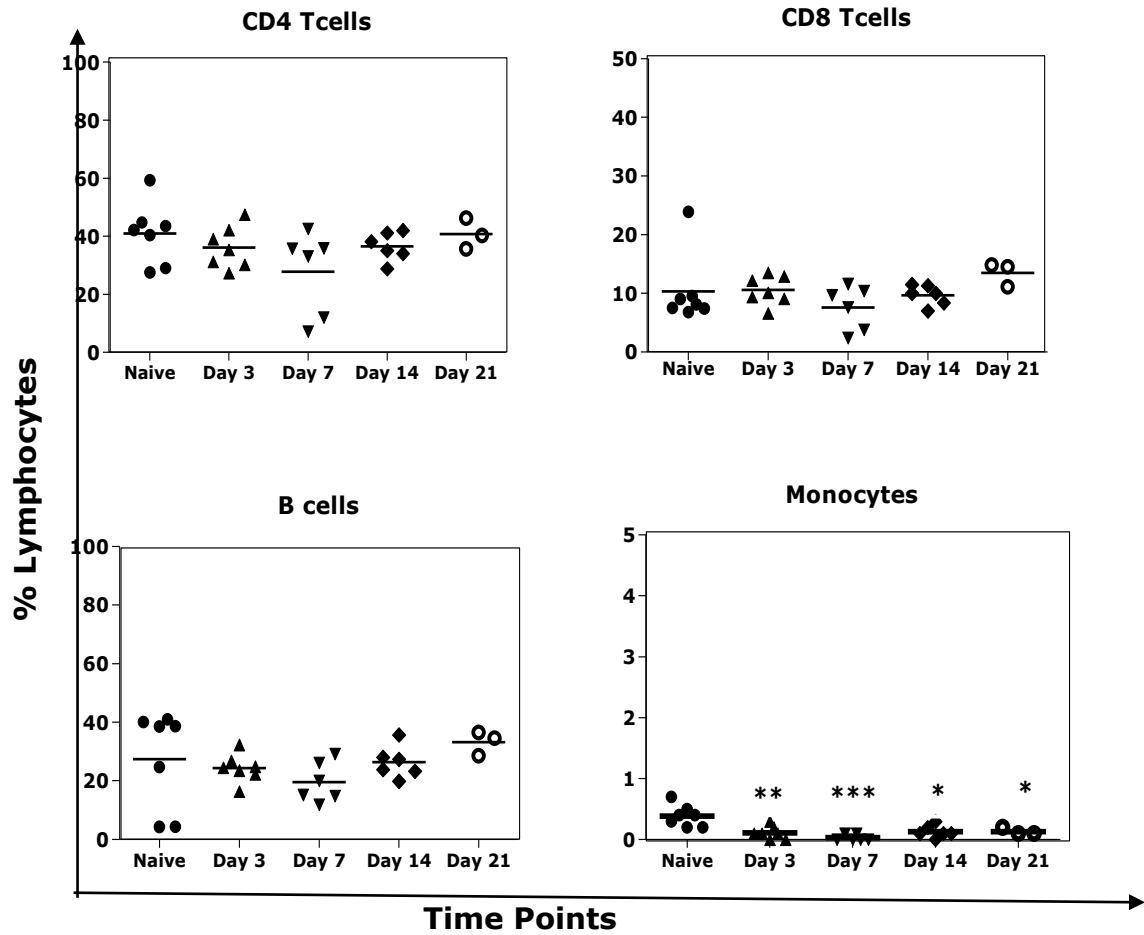 CD4 Tcells
100
80
60
40
20
0
Naive Day 3 Day 7 Day 14 Day 21
CD8 Tcells
50
40
30
20
10
0
Naive Day 3 Day 7 Day 14 Day 21
% Lymphocytes
B cells
100
80
60
40
20
0
Naive Day 3 Day 7 Day 14 Day 21
Monocytes
5
4
3
2
1
0
** *** * *
Naive Day 3 Day 7 Day 14 Day 21
Time Points